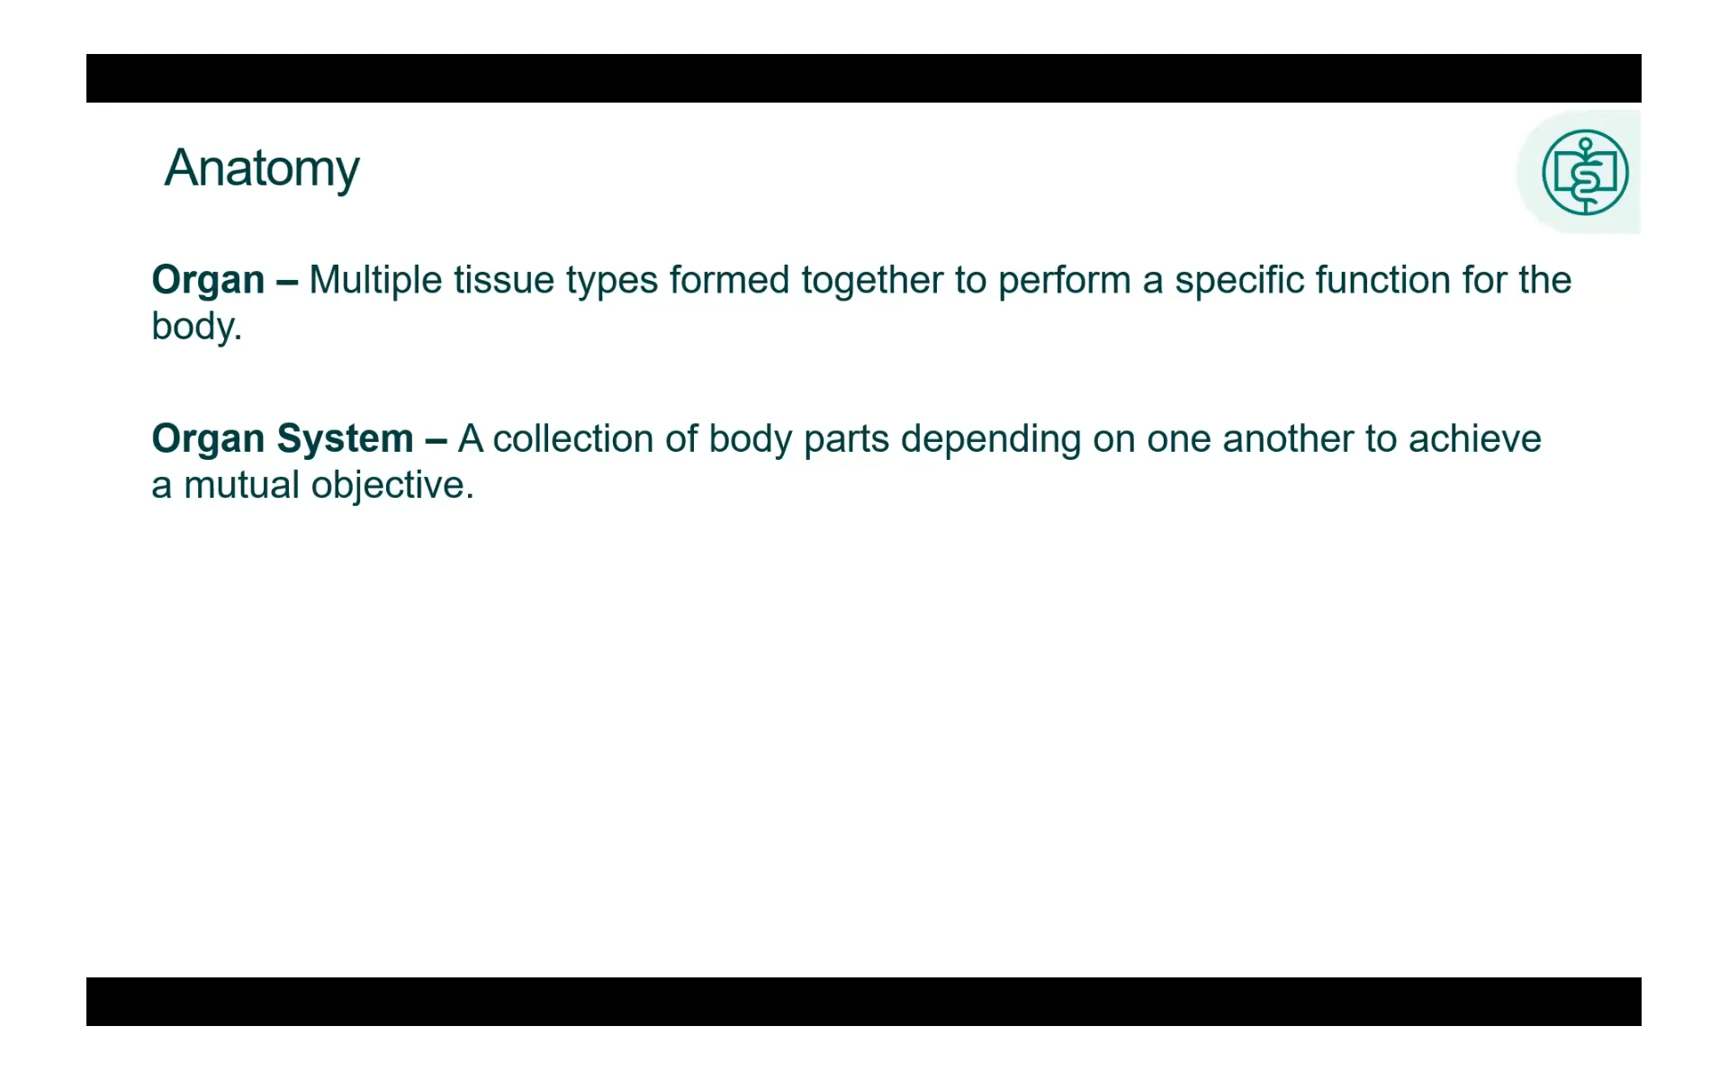 Anatomy
Organ – Multiple tissue types formed together to perform a specific function for the
body.
Organ System – A collection of body parts depending on one another to achieve
a mutual objective.